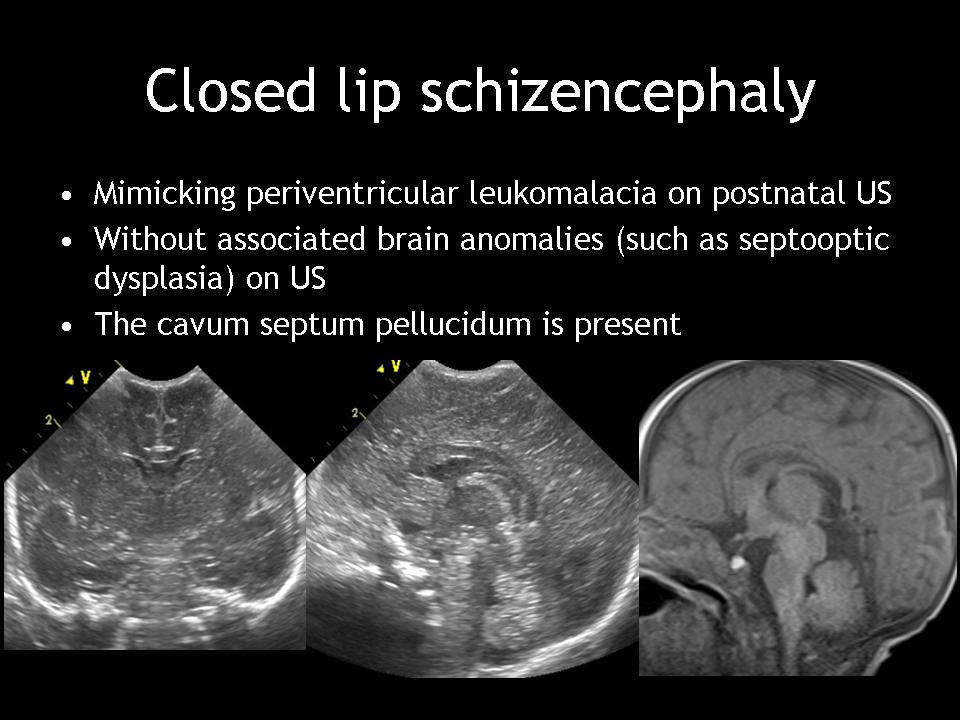 Closed lip schizencephaly
• Mimicking periventricular leukomalacia on postnatal US
• Without associated brain anomalies (such as septooptic
dysplasia) on US
• The cavum septum pellucidum is present
V
2
V
2